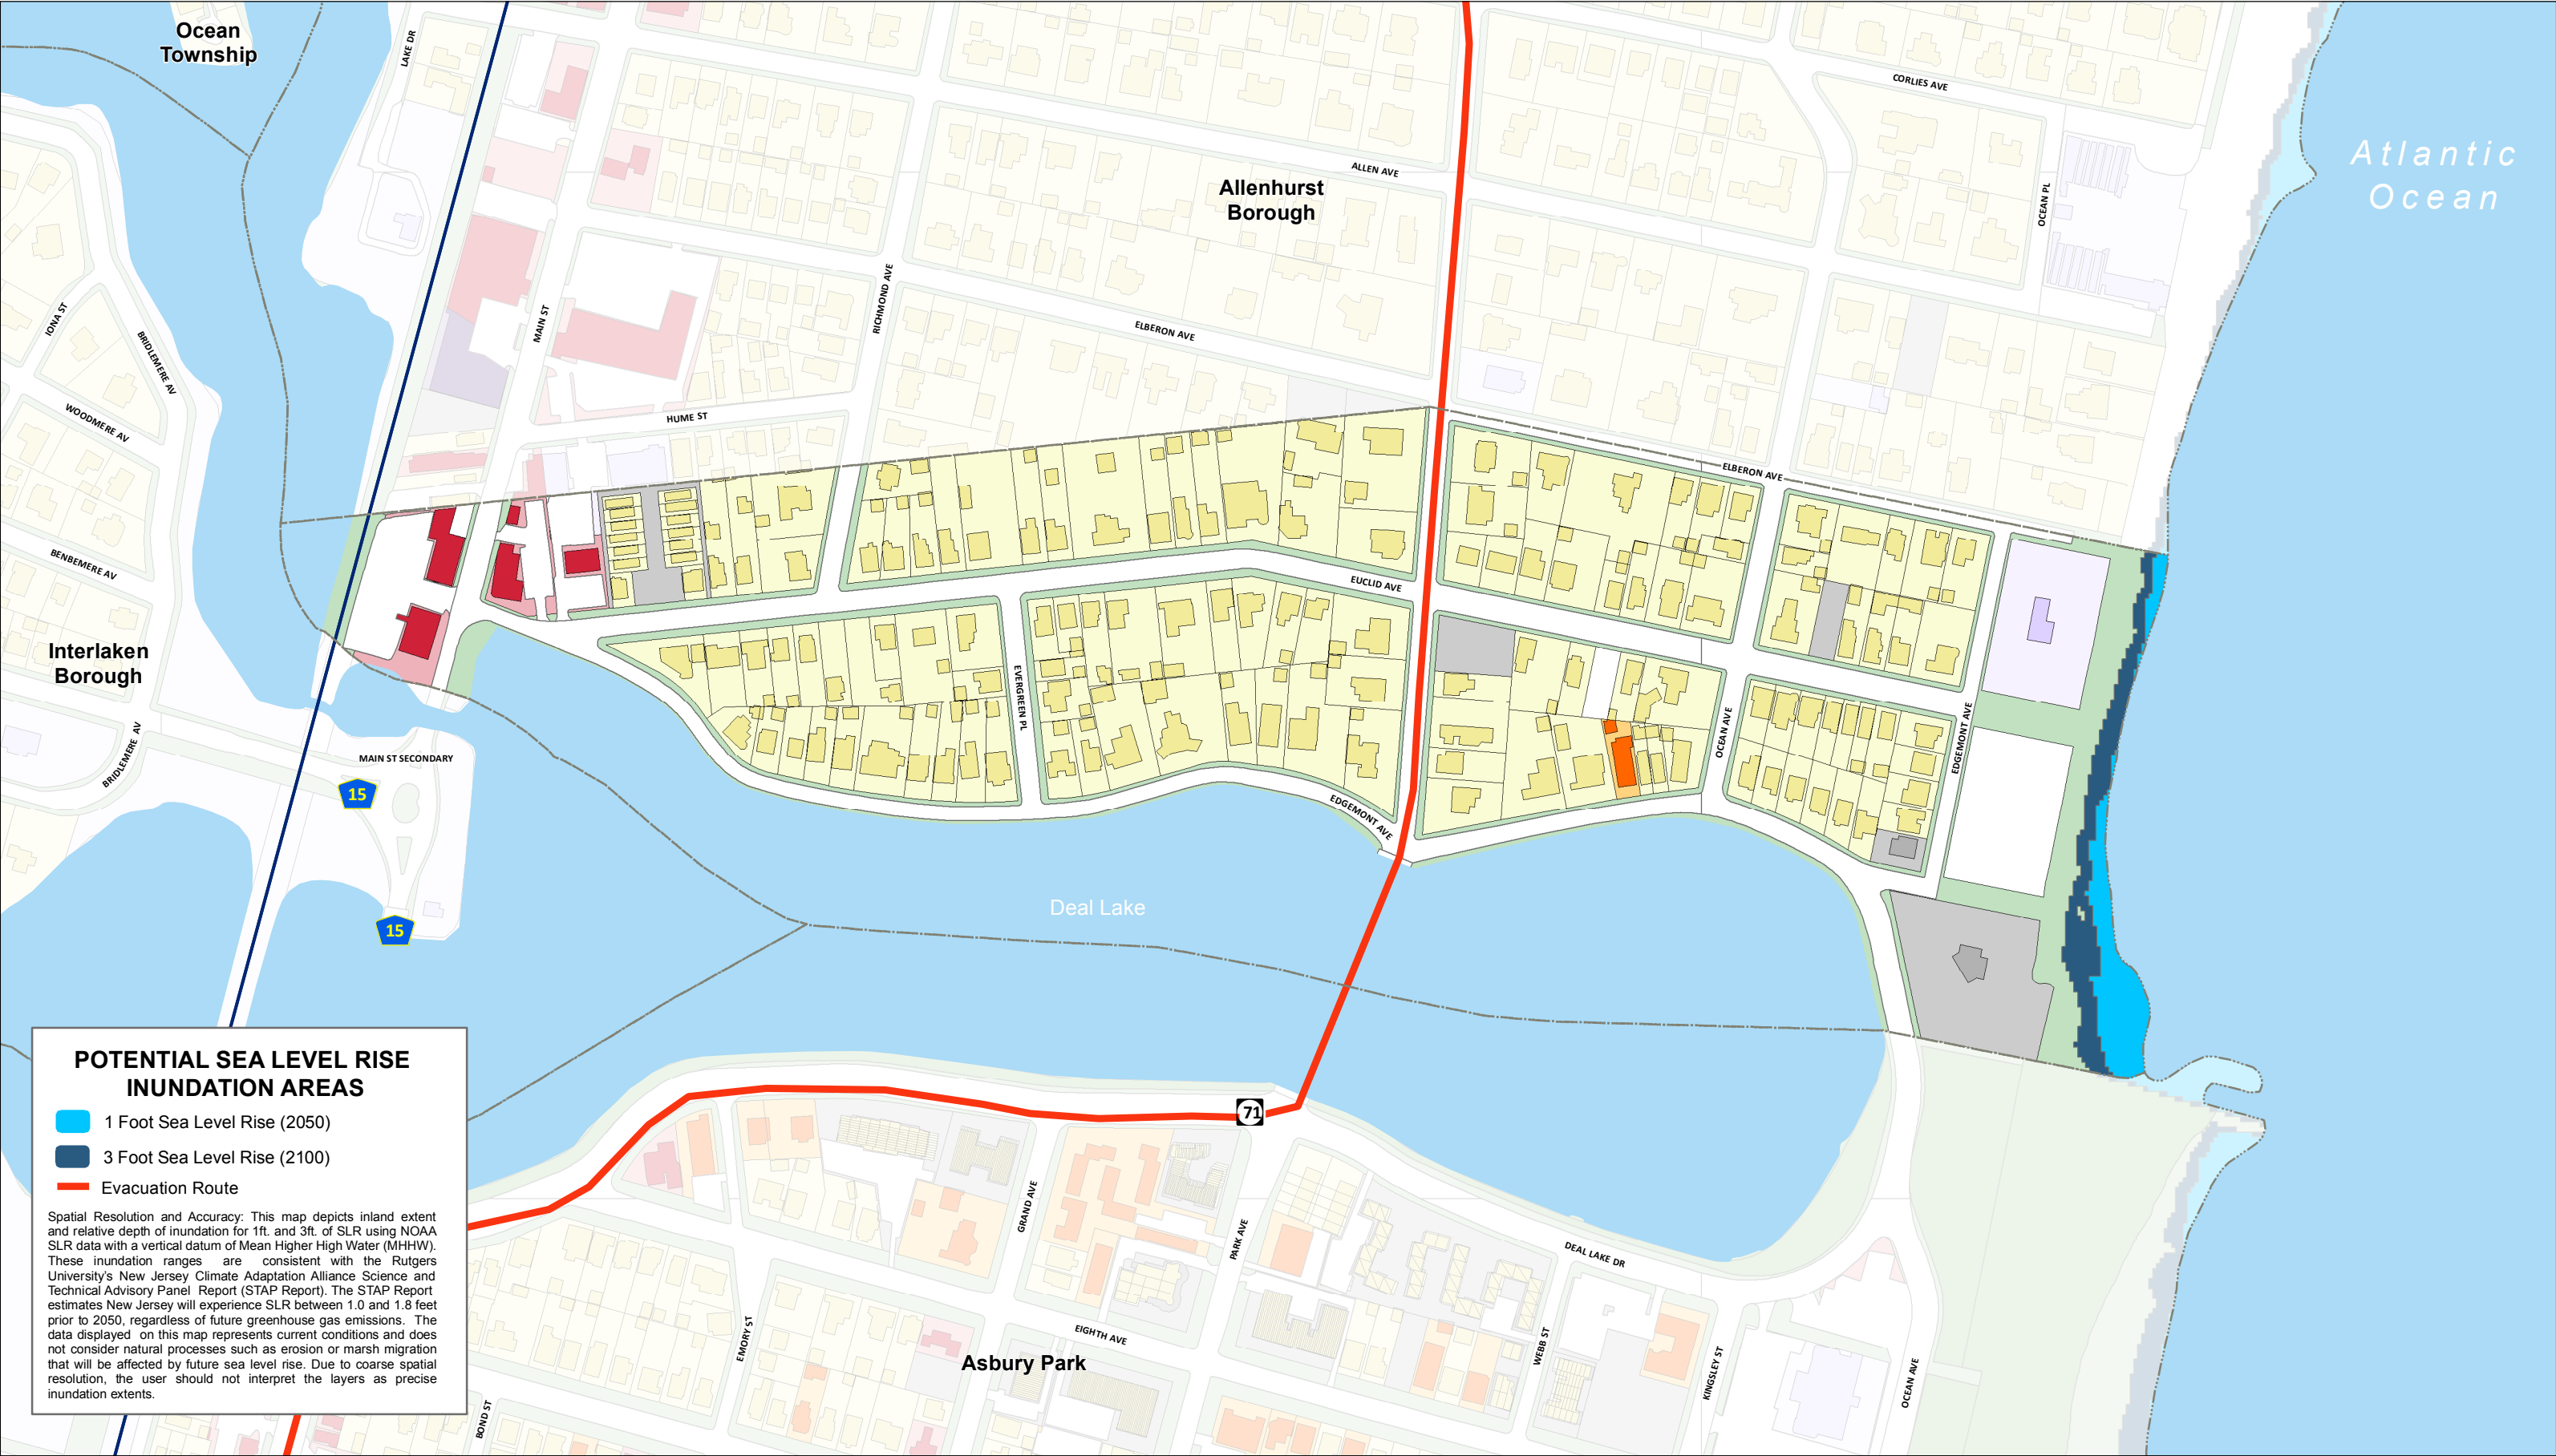 Ocean
Township
LAKE DR
CORLIES AVE
Atlantic
Ocean
ALLEN AVE
Allenhurst
Borough
OCEAN PL
RICHMOND AVE
IONA ST
BRIDLEMERE AV
MAIN ST
ELBERON AVE
WOODMERE AV
HUME ST
ELBERON AVE
BENBEMERE AV
EUCLID AVE
Interlaken
Borough
EVERGREEN PL
OCEAN AVE
EDGEMONT AVE
BRIDLEMERE AV
MAIN ST SECONDARY
15
EDGEMONT AVE
15
Deal Lake
71
GRAND AVE
PARK AVE
DEAL LAKE DR
EMORY ST
EIGHTH AVE
WEBB ST
KINGSLEY ST
OCEAN AVE
Asbury Park
BOND ST
POTENTIAL SEA LEVEL RISE
INUNDATION AREAS
1 Foot Sea Level Rise (2050)
3 Foot Sea Level Rise (2100)
Evacuation Route
Spatial Resolution and Accuracy: This map depicts inland extent
and relative depth of inundation for 1ft. and 3ft. of SLR using NOAA
SLR data with a vertical datum of Mean Higher High Water (MHHW).
These inundation ranges are consistent with the Rutgers
University's New Jersey Climate Adaptation Alliance Science and
Technical Advisory Panel Report (STAP Report). The STAP Report
estimates New Jersey will experience SLR between 1.0 and 1.8 feet
prior to 2050, regardless of future greenhouse gas emissions. The
data displayed on this map represents current conditions and does
not consider natural processes such as erosion or marsh migration
that will be affected by future sea level rise. Due to coarse spatial
resolution, the user should not interpret the layers as precise
inundation extents.